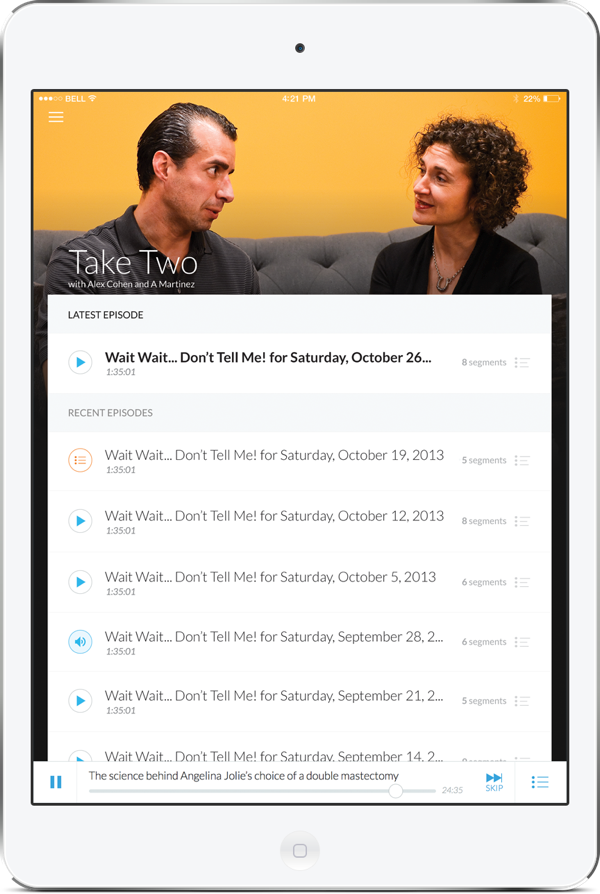 BELL
4:21 PM
22%
Take Two
with Alex Cohen and A Martinez
LATEST EPISODE
Wait Wait... Don't Tell Me! for Saturday, October 26...
1:35:01
8 segments
RECENT EPISODES
Wait Wait... Don't Tell Me! for Saturday, October 19, 2013
1:35:01
5 segments
Wait Wait... Don't Tell Me! for Saturday, October 12, 2013
1:35:01
8 segments
Wait Wait... Don't Tell Me! for Saturday, October 5, 2013
1:35:01
6 segments
Wait Wait... Don't Tell Me! for Saturday, September 28, 2...
1:35:01
6 segments
Wait Wait... Don't Tell Me! for Saturday, September 21, 2...
1:35:01
5 segments
Wait Wait... Don't Tell Me! for Saturday, September 14, 2...
segments
The science behind Angelina Jolie's choice of a double mastectomy
24:35
SKIP